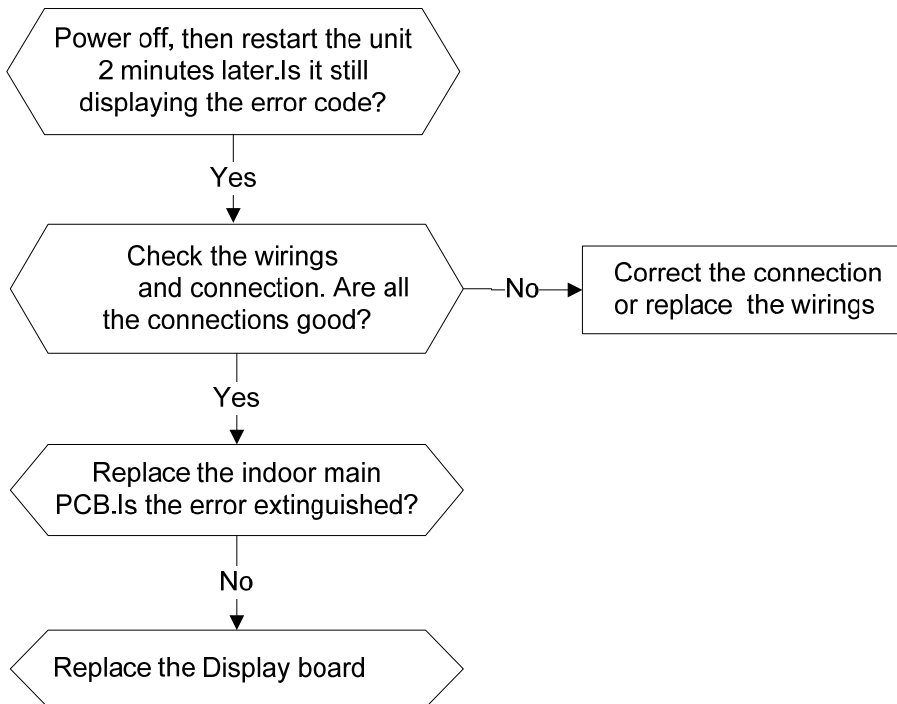 Power off, then restart the unit
2 minutes later.Is it still
displaying the error code?
Yes
Check the wirings
and connection. Are all
the connections good?
No
Correct the connection
or replace the wirings
Yes
Replace the indoor main
PCB.Is the error extinguished?
No
Replace the Display board